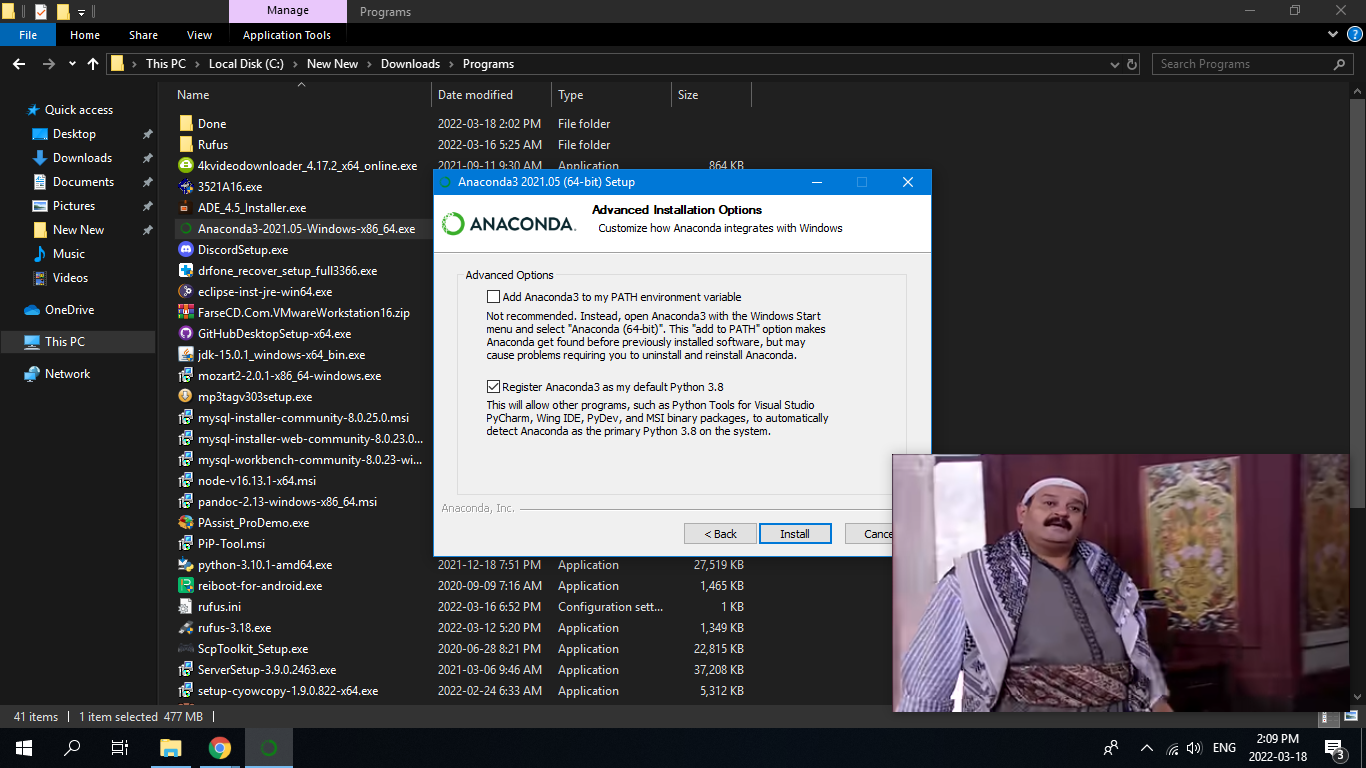 Manage
Programs
File
Home
Share
View
Application Tools
This PC
Local Disk (C:)
New New
Downloads
Programs
Search Programs
Name
Date modified
Type
Size
Quick access
Desktop
Downloads
Documents
Pictures
New New
Music
Videos
OneDrive
This PC
Network
Done 2022-03-18 2:02 PM File folder
Rufus 2022-03-16 5:25 AM File folder
4kvideodownloader_4.17.2_x64_online.exe 2021-09-11 9:30 AM Application 864 KB
3521A16.exe
ADE_4.5_Installer.exe
Anaconda3-2021.05-Windows-x86_64.exe
DiscordSetup.exe
drfone_recover_setup_full3366.exe
eclipse-inst-jre-win64.exe
FarseCD.Com.VMwareWorkstation16.zip
GitHubDesktopSetup-x64.exe
jdk-15.0.1_windows-x64_bin.exe
mozart2-2.0.1-x86_64-windows.exe
mp3tagv303setup.exe
mysql-installer-community-8.0.25.0.msi
mysql-installer-web-community-8.0.23.0...
mysql-workbench-community-8.0.23-wi...
node-v16.13.1-x64.msi
pandoc-2.13-windows-x86_64.msi
PAssist_ProDemo.exe
PiP-Tool.msi
python-3.10.1-amd64.exe 2021-12-18 7:51 PM Application 27,519 KB
reiboot-for-android.exe 2020-09-09 7:16 AM Application 1,465 KB
rufus.ini 2022-03-16 6:52 PM Configuration sett... 1 KB
rufus-3.18.exe 2022-03-12 5:20 PM Application 1,349 KB
ScpToolkit_Setup.exe 2020-06-28 8:21 PM Application 22,815 KB
ServerSetup-3.9.0.2463.exe 2021-03-06 9:46 AM Application 37,208 KB
setup-cyowcopy-1.9.0.822-x64.exe 2022-02-24 6:33 AM Application 5,312 KB
Anaconda3 2021.05 (64-bit) Setup
ANACONDA.
Advanced Installation Options
Customize how Anaconda integrates with Windows
Advanced Options
Add Anaconda3 to my PATH environment variable
Not recommended. Instead, open Anaconda3 with the Windows Start
menu and select "Anaconda (64-bit)". This "add to PATH" option makes
Anaconda get found before previously installed software, but may
cause problems requiring you to uninstall and reinstall Anaconda.
Register Anaconda3 as my default Python 3.8
This will allow other programs, such as Python Tools for Visual Studio
PyCharm, Wing IDE, PyDev, and MSI binary packages, to automatically
detect Anaconda as the primary Python 3.8 on the system.
Anaconda, Inc.
< Back
Install
Cance
41 items
1 item selected 477 MB
ENG
2:09 PM
2022-03-18
3